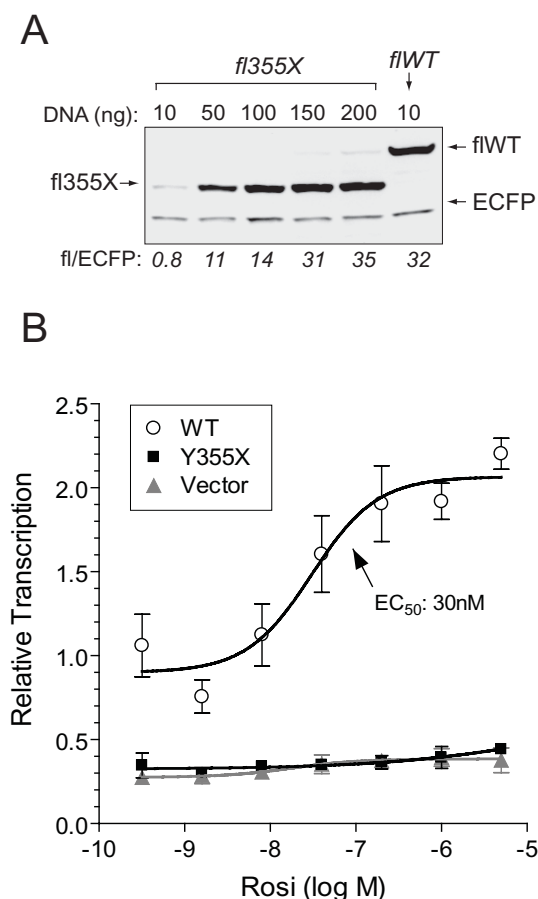 A
fl355X
flWT
DNA (ng): 10 50 100 150 200 10
flWT
fl355X
ECFP
fl/ECFP: 0.8 11 14 31 35 32
B
2.5
2.0
1.5
1.0
0.5
0.0
Relative Transcription
WT
Y355X
Vector
EC50: 30nM
-10 -9 -8 -7 -6 -5
Rosi (log M)